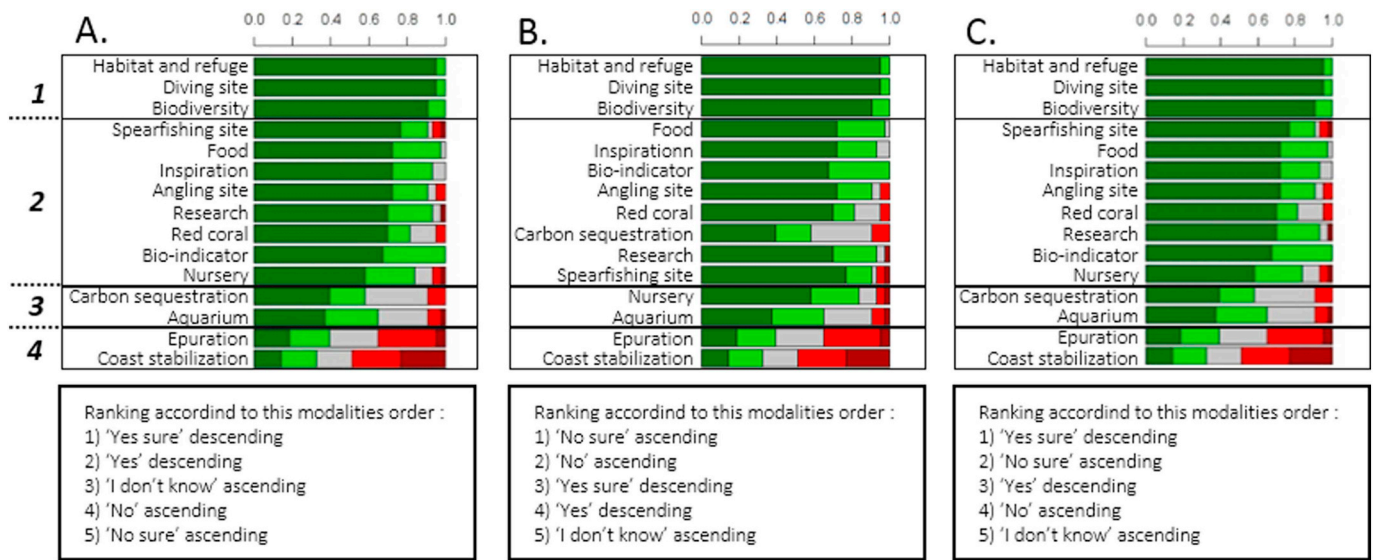 A.
0.0 0.2 0.4 0.6 0.8 1.0
1
Habitat and refuge
Diving site
Biodiversity
2
Spearfishing site
Food
Inspiration
Angling site
Research
Red coral
Bio-indicator
Nursery
3
Carbon sequestration
Aquarium
4
Epuration
Coast stabilization
Ranking accordind to this modalities order :
1) 'Yes sure' descending
2) 'Yes' descending
3) 'I don't know' ascending
4) 'No' ascending
5) 'No sure' ascending
B.
0.0 0.2 0.4 0.6 0.8 1.0
Habitat and refuge
Diving site
Biodiversity
Food
Inspirationn
Bio-indicator
Angling site
Red coral
Carbon sequestration
Research
Spearfishing site
Nursery
Aquarium
Epuration
Coast stabilization
Ranking accordind to this modalities order :
1) 'No sure' ascending
2) 'No' ascending
3) 'Yes sure' descending
4) 'Yes' descending
5) 'I don't know' ascending
C.
0.0 0.2 0.4 0.6 0.8 1.0
Habitat and refuge
Diving site
Biodiversity
Spearfishing site
Food
Inspiration
Angling site
Red coral
Research
Bio-indicator
Nursery
Carbon sequestration
Aquarium
Epuration
Coast stabilization
Ranking accordind to this modalities order :
1) 'Yes sure' descending
2) 'No sure' ascending
3) 'Yes' descending
4) 'No' ascending
5) 'I don't know' ascending